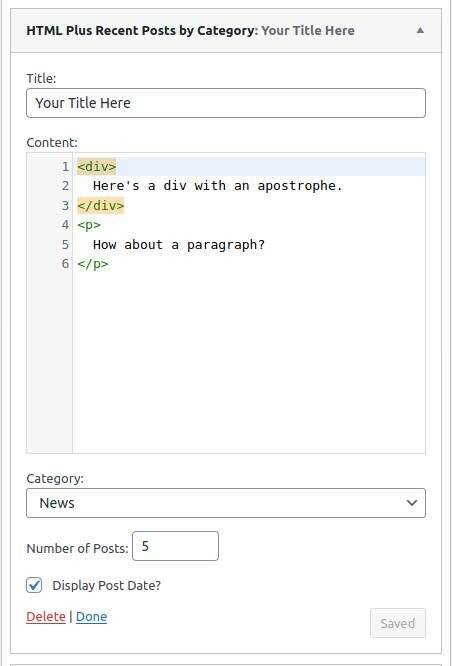 HTML Plus Recent Posts by Category: Your Title Here
Title:
Your Title Here
Content:
1 <div>
2   Here's a div with an apostrophe.
3 </div>
4 <p>
5   How about a paragraph?
6 </p>
Category:
News
Number of Posts: 5
Display Post Date?
Delete | Done
Saved